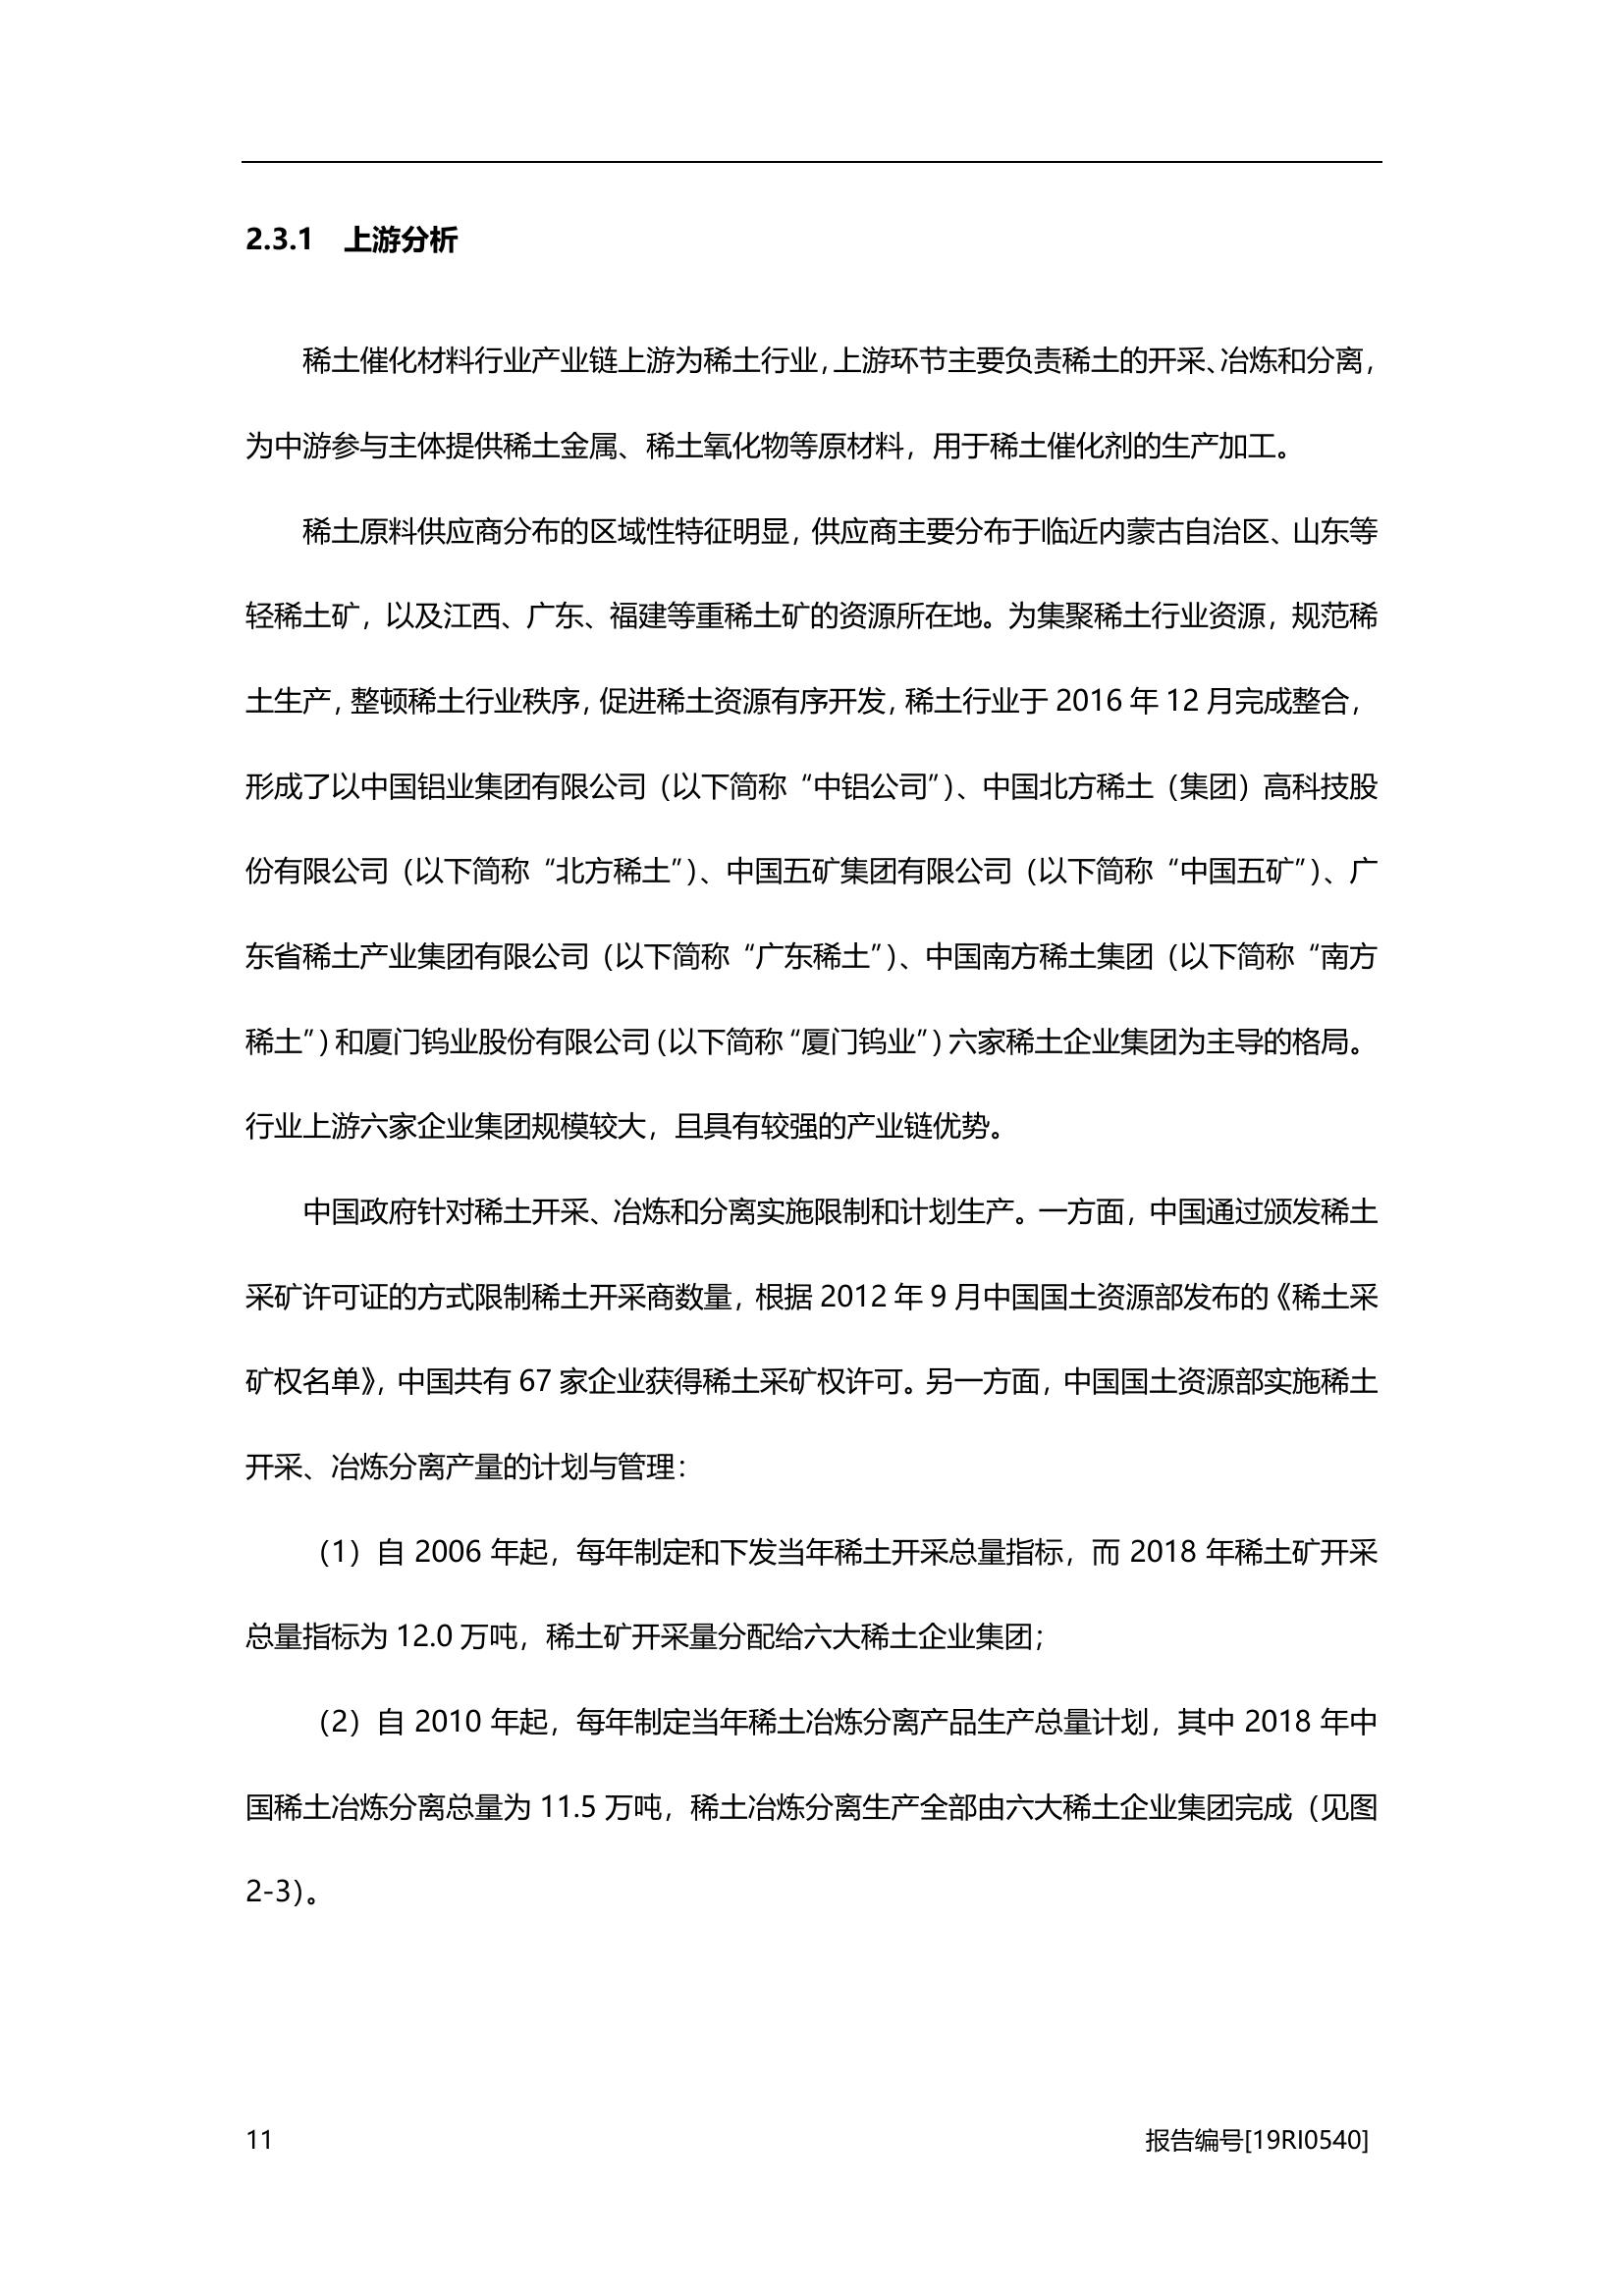 2.3.1 上游分析
稀土催化材料行业产业链上游为稀土行业，上游环节主要负责稀土的开采、冶炼和分离，
为中游参与主体提供稀土金属、稀土氧化物等原材料，用于稀土催化剂的生产加工。
稀土原料供应商分布的区域性特征明显，供应商主要分布于临近内蒙古自治区、山东等
轻稀土矿，以及江西、广东、福建等重稀土矿的资源所在地。为集聚稀土行业资源，规范稀
土生产，整顿稀土行业秩序，促进稀土资源有序开发，稀土行业于 2016 年 12 月完成整合，
形成了以中国铝业集团有限公司（以下简称“中铝公司”）、中国北方稀土（集团）高科技股
份有限公司（以下简称“北方稀土”）、中国五矿集团有限公司（以下简称“中国五矿”）、广
东省稀土产业集团有限公司（以下简称“广东稀土”）、中国南方稀土集团（以下简称“南方
稀土”）和厦门钨业股份有限公司（以下简称“厦门钨业”）六家稀土企业集团为主导的格局。
行业上游六家企业集团规模较大，且具有较强的产业链优势。
中国政府针对稀土开采、冶炼和分离实施限制和计划生产。一方面，中国通过颁发稀土
采矿许可证的方式限制稀土开采商数量，根据 2012 年 9 月中国国土资源部发布的《稀土采
矿权名单》，中国共有 67 家企业获得稀土采矿权许可。另一方面，中国国土资源部实施稀土
开采、冶炼分离产量的计划与管理：
（1）自 2006 年起，每年制定和下发当年稀土开采总量指标，而 2018 年稀土矿开采
总量指标为 12.0 万吨，稀土矿开采量分配给六大稀土企业集团；
（2）自 2010 年起，每年制定当年稀土冶炼分离产品生产总量计划，其中 2018 年中
国稀土冶炼分离总量为 11.5 万吨，稀土冶炼分离生产全部由六大稀土企业集团完成（见图
2-3）。
11 报告编号[19RI0540]